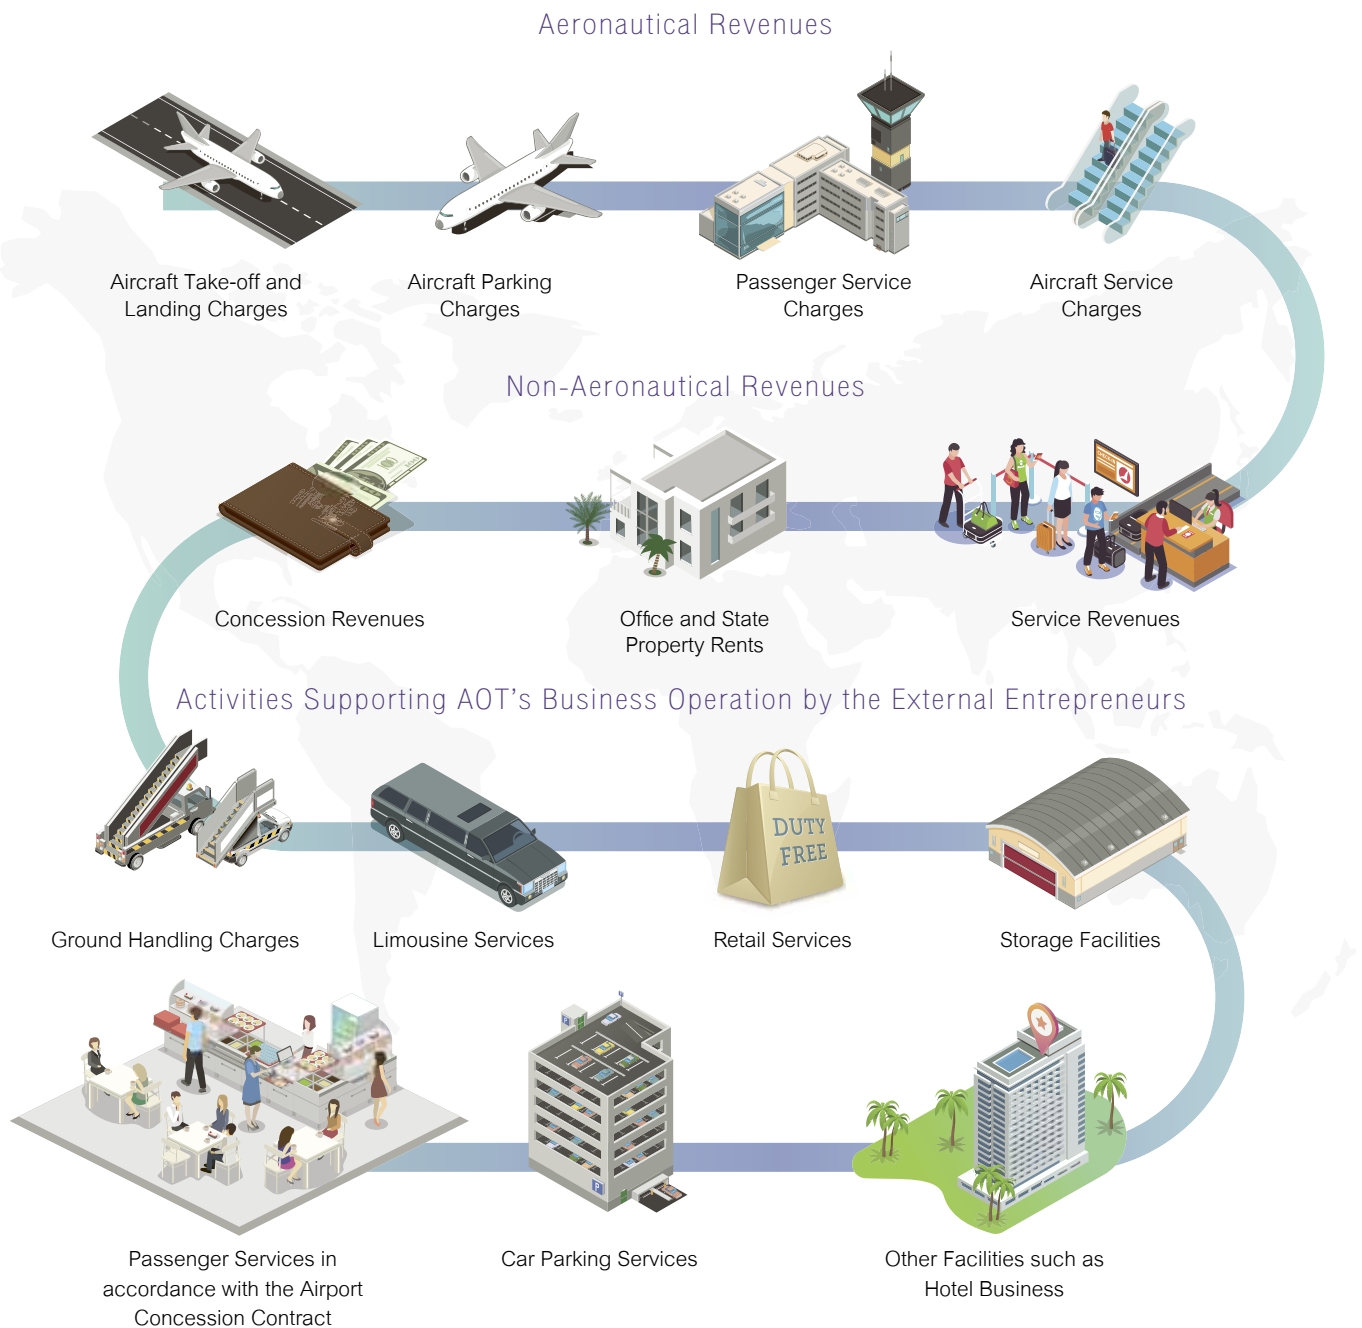 Aeronautical Revenues
Aircraft Take-off and
Landing Charges
Aircraft Parking
Charges
Passenger Service
Charges
Aircraft Service
Charges
Non-Aeronautical Revenues
Concession Revenues
Office and State
Property Rents
Service Revenues
Activities Supporting AOT's Business Operation by the External Entrepreneurs
DUTY
FREE
Ground Handling Charges
Limousine Services
Retail Services
Storage Facilities
P
P
Passenger Services in
accordance with the Airport
Concession Contract
Car Parking Services
Other Facilities such as
Hotel Business